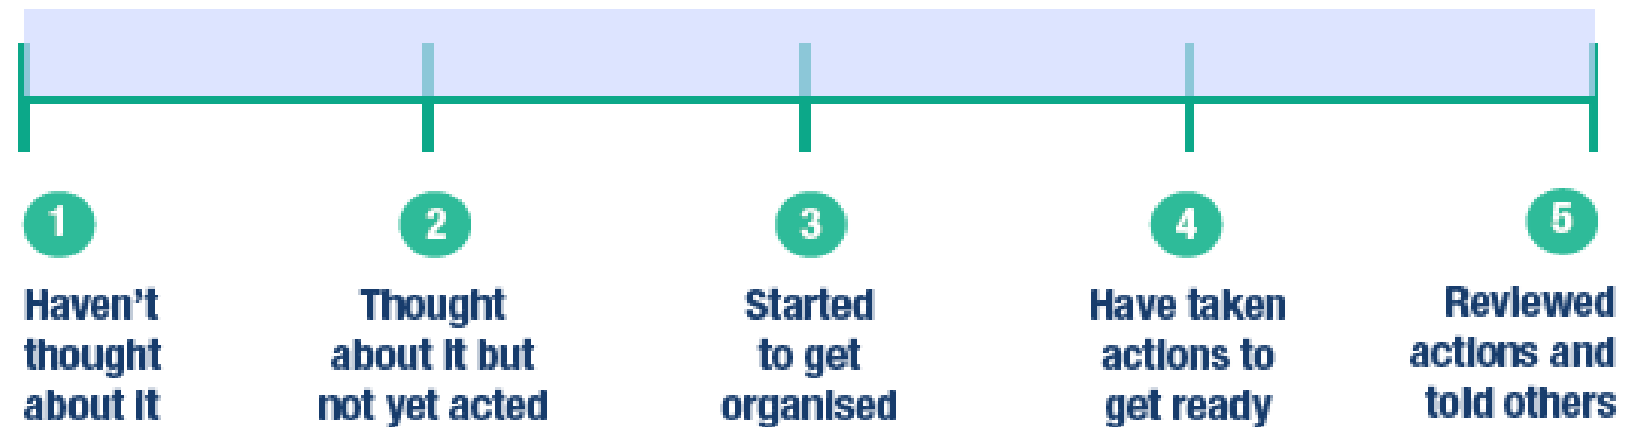 1
Haven't
thought
about it
2
Thought
about it but
not yet acted
3
Started
to get
organised
4
Have taken
actions to
get ready
5
Reviewed
actions and
told others